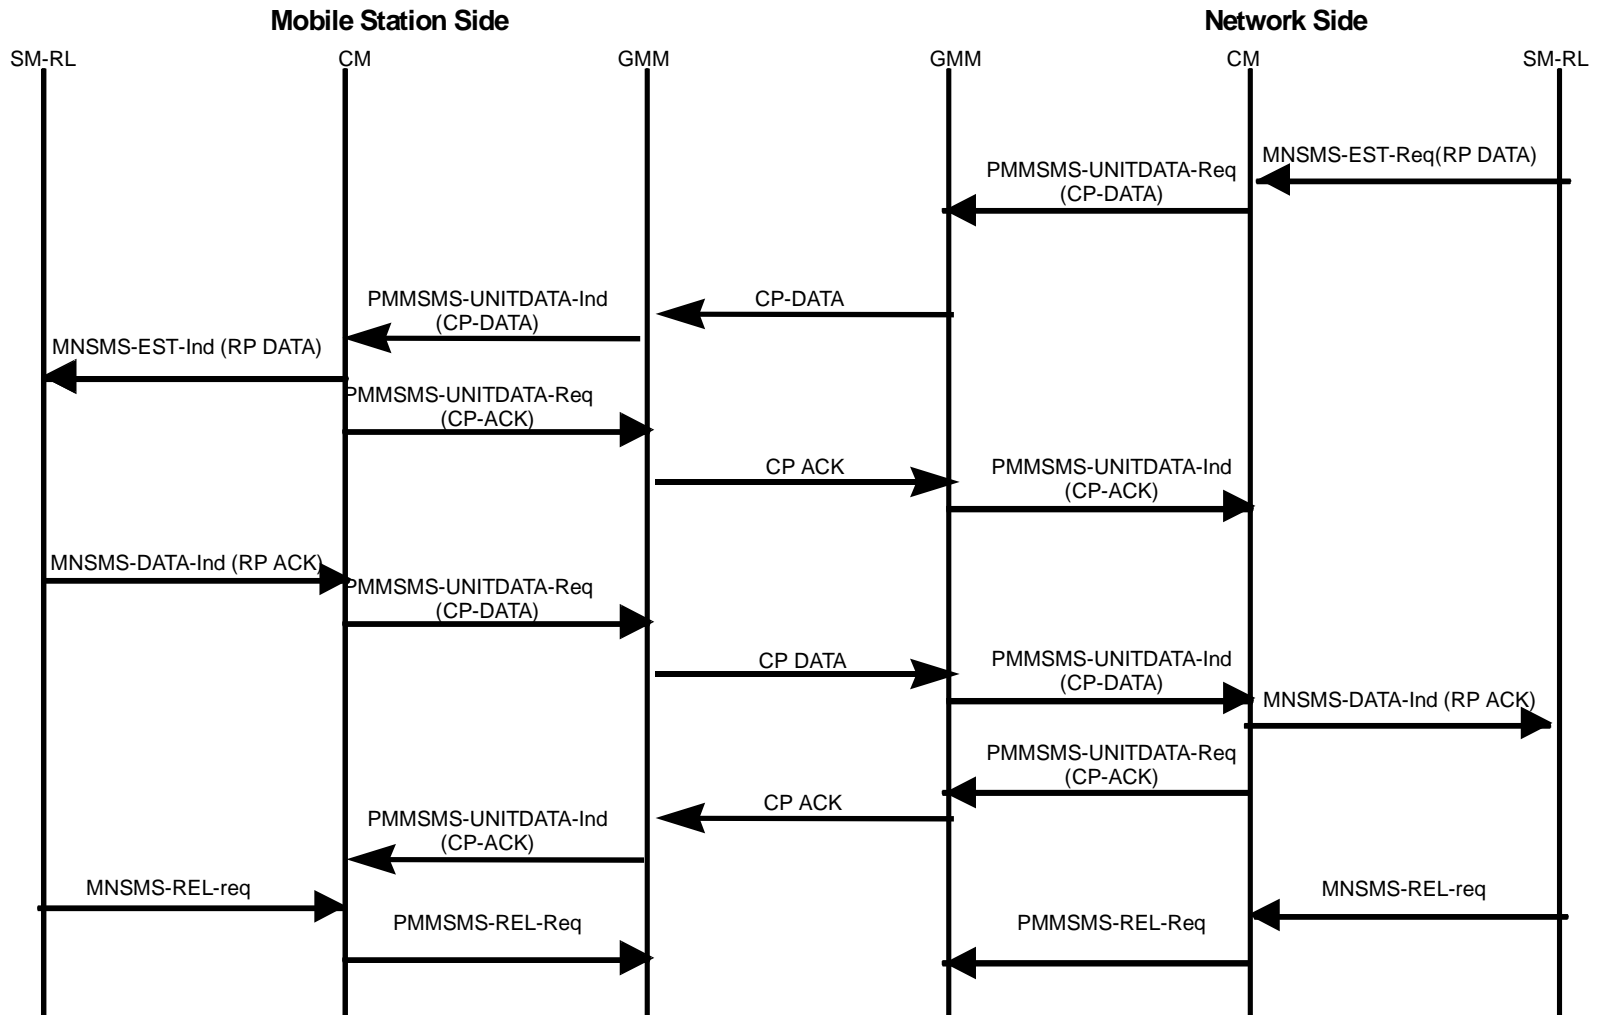 Mobile Station Side
Network Side
SM-RL
CM
GMM
GMM
CM
SM-RL
MNSMS-EST-Req(RP DATA)
PMMSMS-UNITDATA-Req
(CP-DATA)
PMMSMS-UNITDATA-Ind
(CP-DATA)
CP-DATA
MNSMS-EST-Ind (RP DATA)
PMMSMS-UNITDATA-Req
(CP-ACK)
CP ACK
PMMSMS-UNITDATA-Ind
(CP-ACK)
MNSMS-DATA-Ind (RP ACK)
PMMSMS-UNITDATA-Req
(CP-DATA)
CP DATA
PMMSMS-UNITDATA-Ind
(CP-DATA)
MNSMS-DATA-Ind (RP ACK)
PMMSMS-UNITDATA-Req
(CP-ACK)
CP ACK
PMMSMS-UNITDATA-Ind
(CP-ACK)
MNSMS-REL-req
MNSMS-REL-req
PMMSMS-REL-Req
PMMSMS-REL-Req